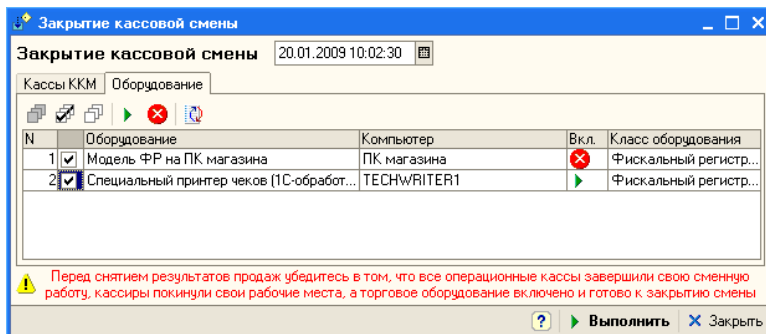 Закрытие кассовой смены
Закрытие кассовой смены 20.01.2009 10:02:30
Кассы ККМ Оборудование
N Оборудование Компьютер Вкл. Класс оборудования
1 Модель ФР на ПК магазина ПК магазина Фискальный регистр...
2 Специальный принтер чеков (1С-обработ... TECHWRITER1 Фискальный регистр...
Перед снятием результатов продаж убедитесь в том, что все операционные кассы завершили свою сменную
работу, кассиры покинули свои рабочие места, а торговое оборудование включено и готово к закрытию смены
? Выполнить Закрыть